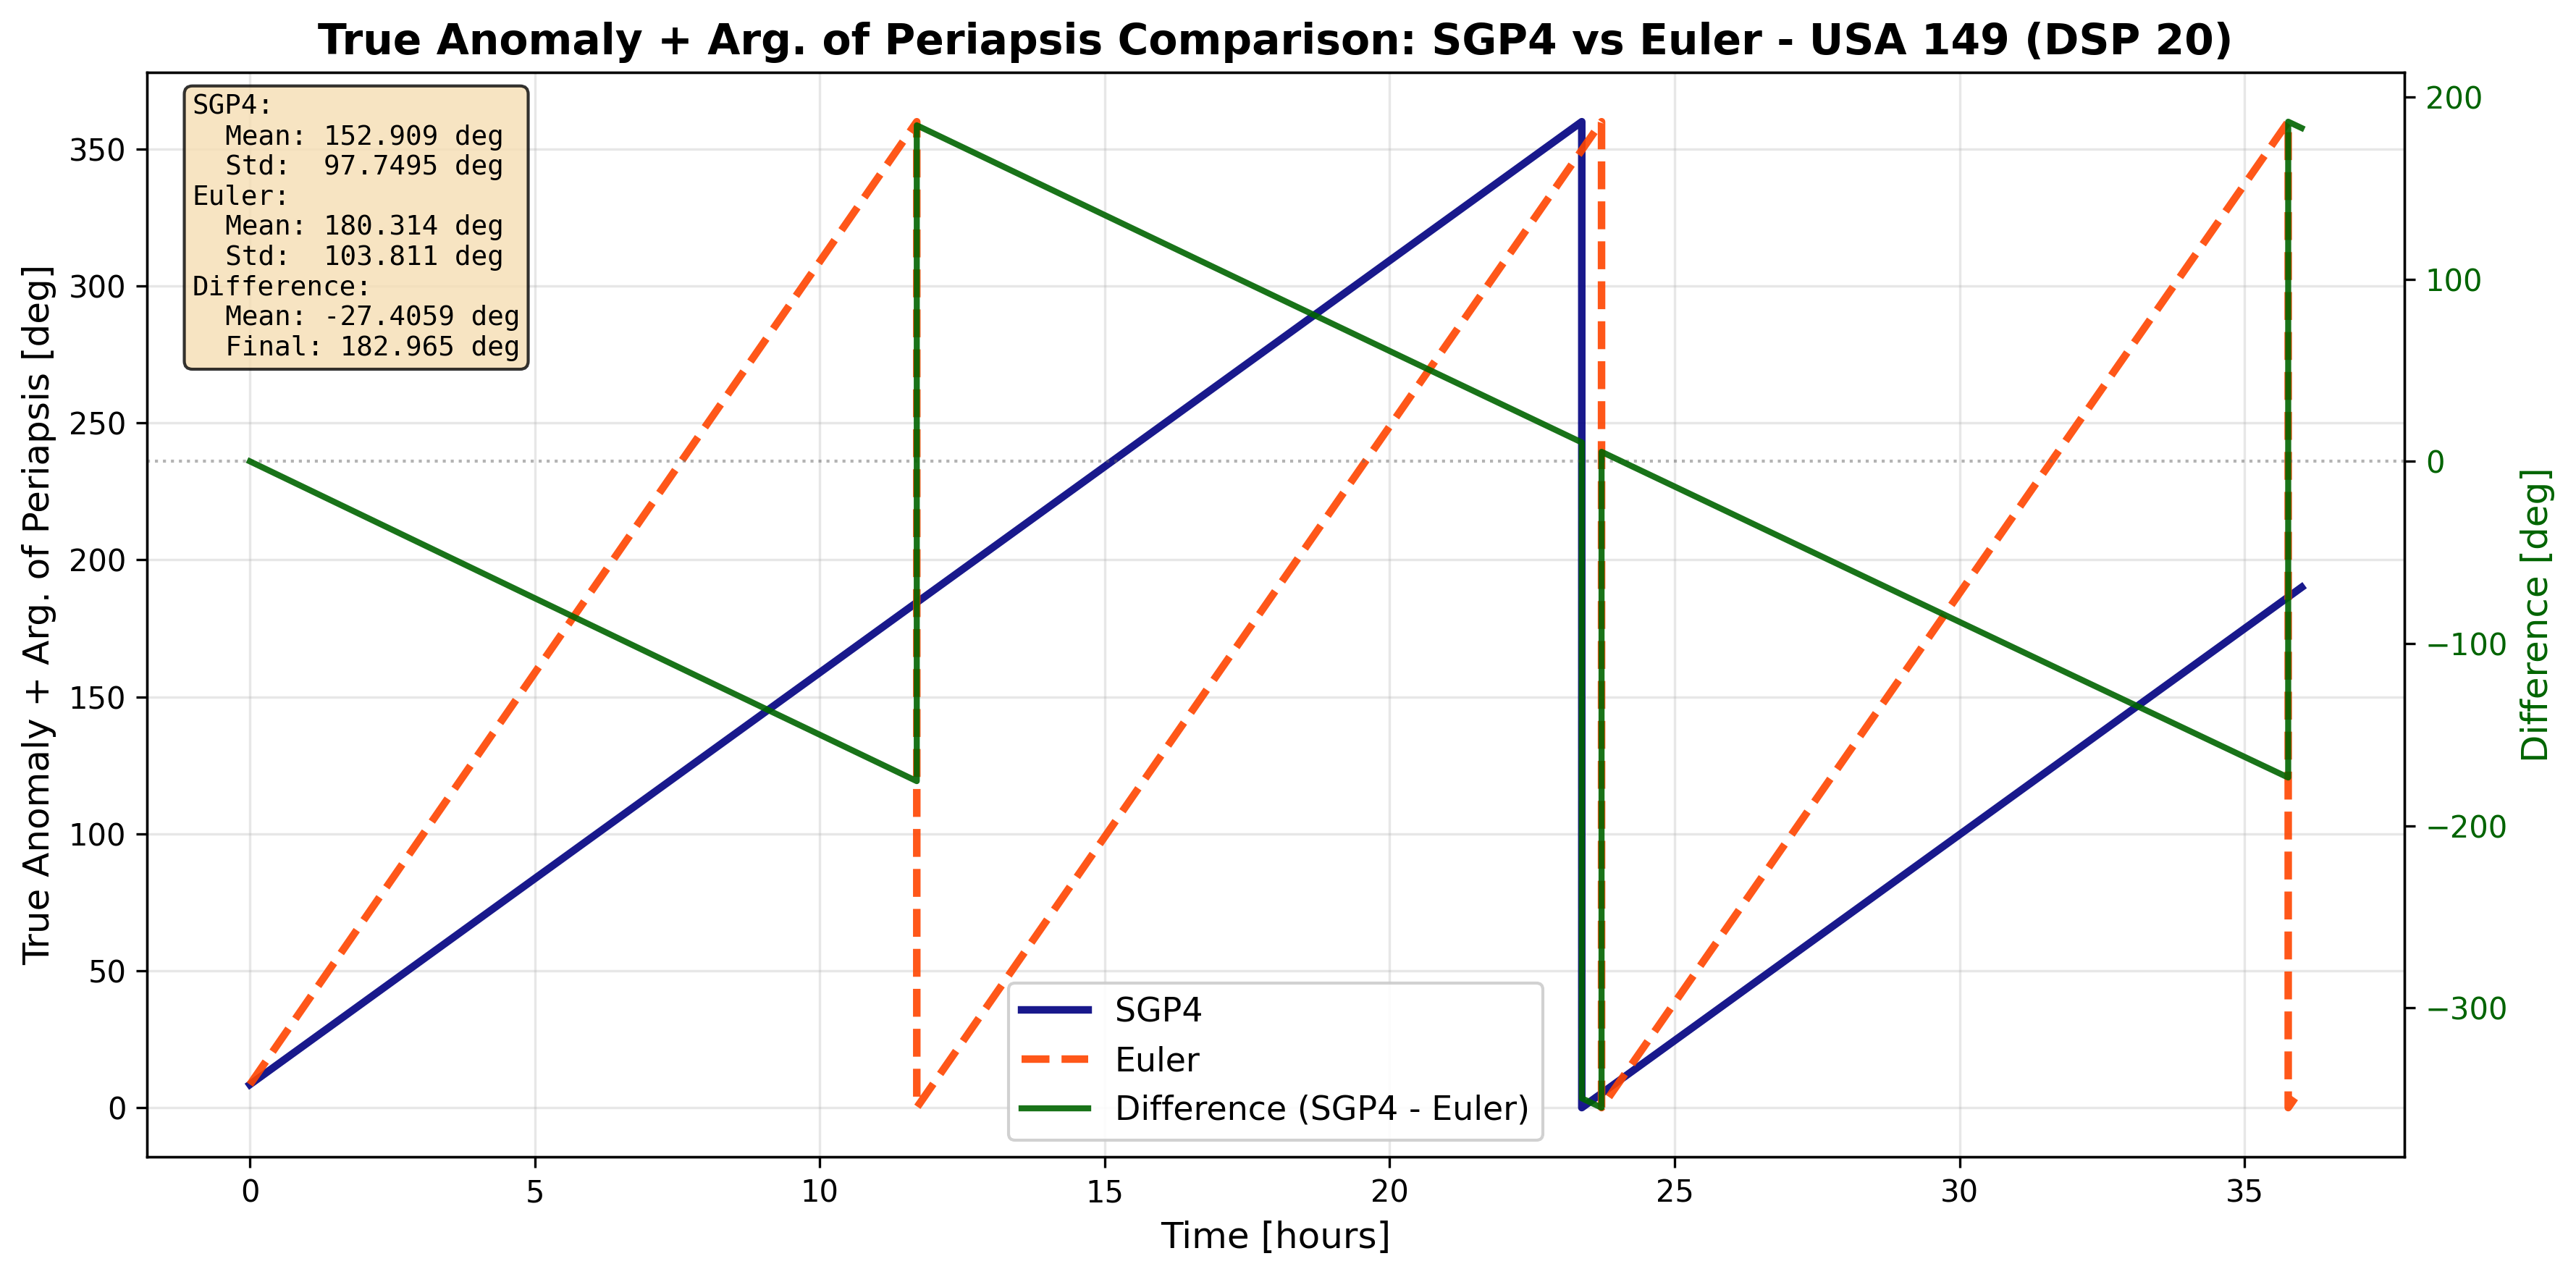 True Anomaly + Arg. of Periapsis Comparison: SGP4 vs Euler - USA 149 (DSP 20)
SGP4:
Mean: 152.909 deg
Std: 97.7495 deg
Euler:
Mean: 180.314 deg
Std: 103.811 deg
Difference:
Mean: -27.4059 deg
Final: 182.965 deg
True Anomaly + Arg. of Periapsis [deg]
350
300
250
200
150
100
50
0
200
100
0
−100
−200
−300
Difference [deg]
SGP4
Euler
Difference (SGP4 - Euler)
0 5 10 15 20 25 30 35
Time [hours]